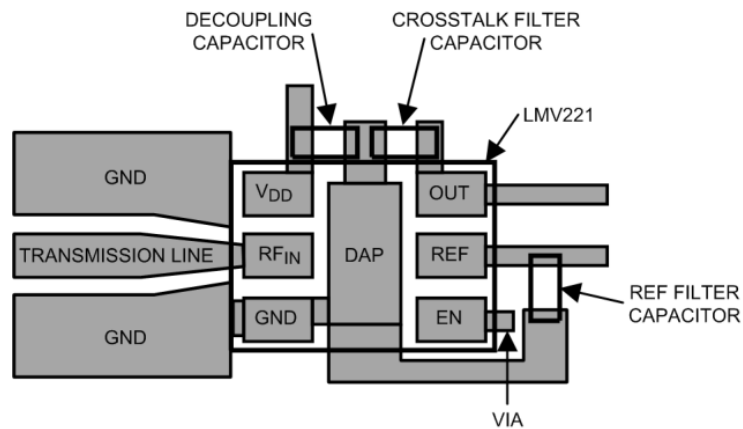 DECOUPLING
CAPACITOR
CROSSTALK FILTER
CAPACITOR
LMV221
GND
VDD
OUT
TRANSMISSION LINE
RFIN
DAP
REF
GND
GND
EN
REF FILTER
CAPACITOR
VIA